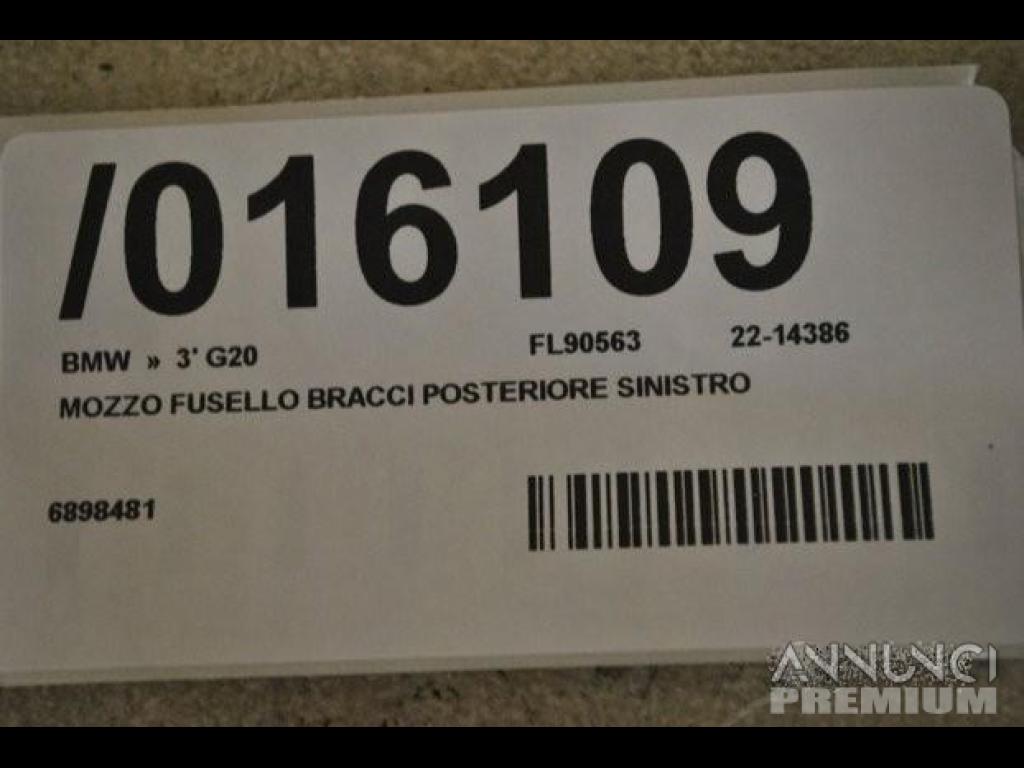 /016109
BMW » 3' G20 FL90563 22-14386
MOZZO FUSELLO BRACCI POSTERIORE SINISTRO
6898481
ANNUNCI
PREMIUM